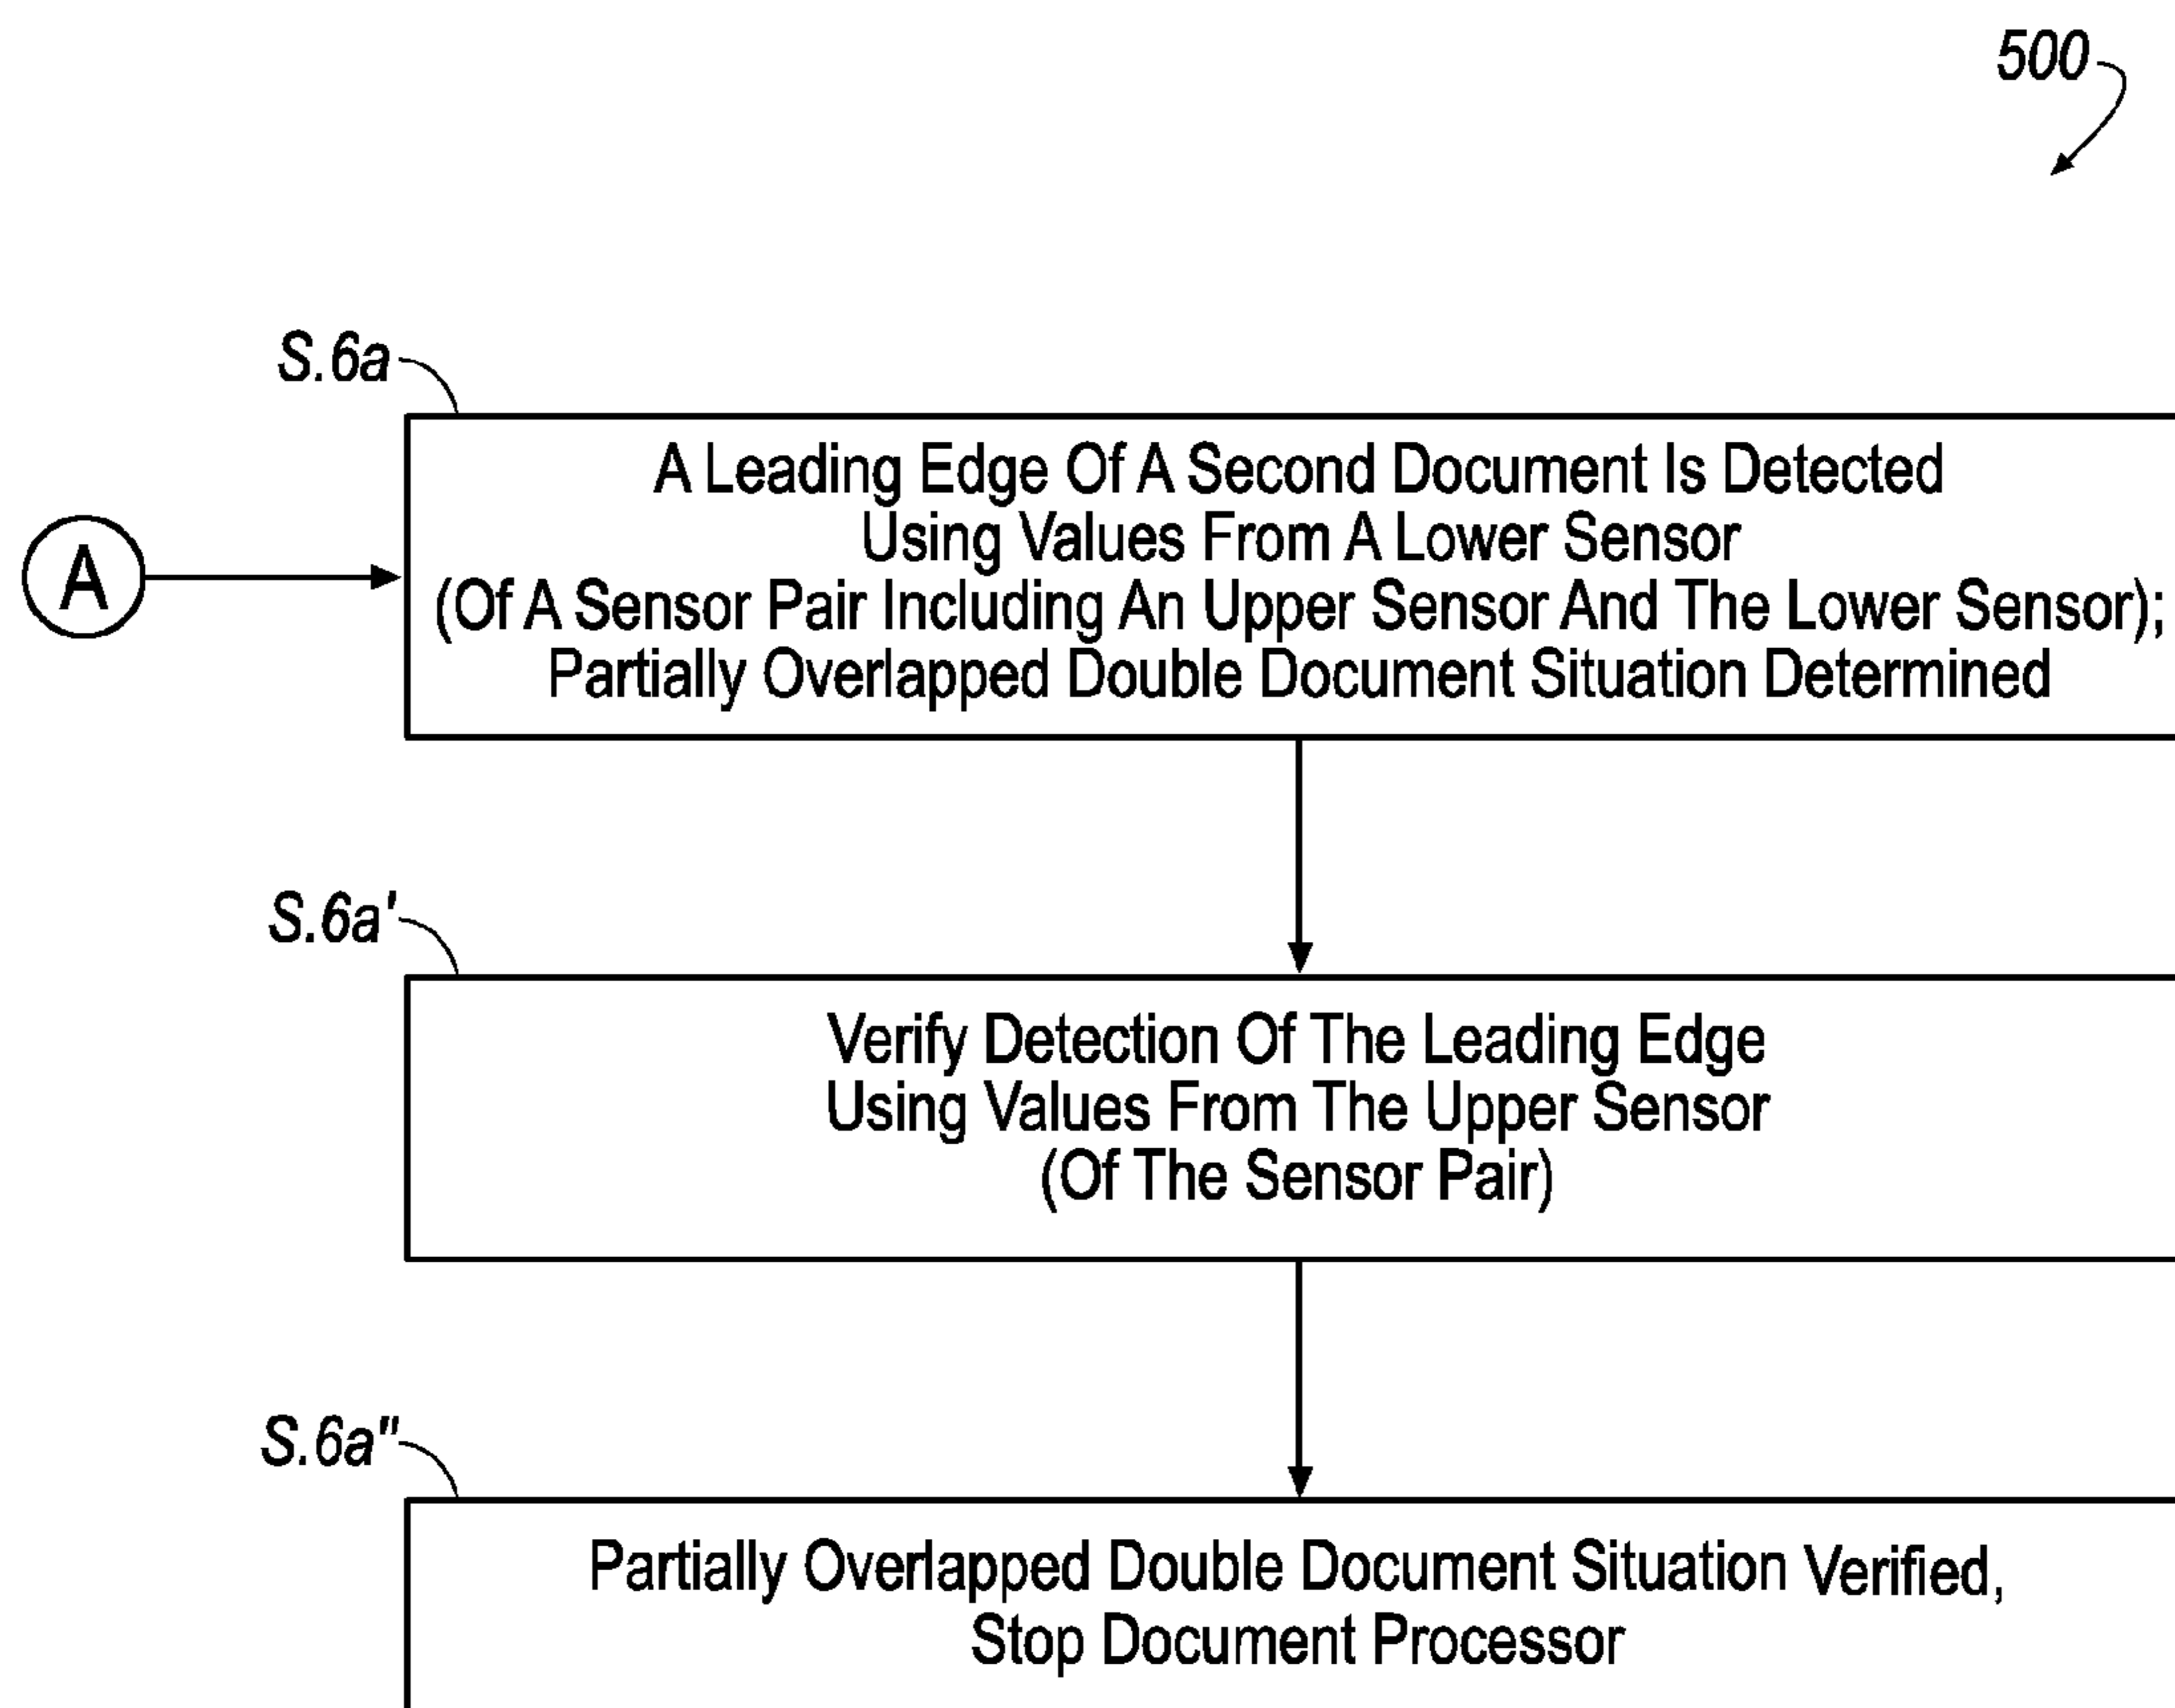 500
S.6a
A Leading Edge Of A Second Document Is Detected
Using Values From A Lower Sensor
(Of A Sensor Pair Including An Upper Sensor And The Lower Sensor);
Partially Overlapped Double Document Situation Determined
A
S.6a'
Verify Detection Of The Leading Edge
Using Values From The Upper Sensor
(Of The Sensor Pair)
S.6a"
Partially Overlapped Double Document Situation Verified,
Stop Document Processor